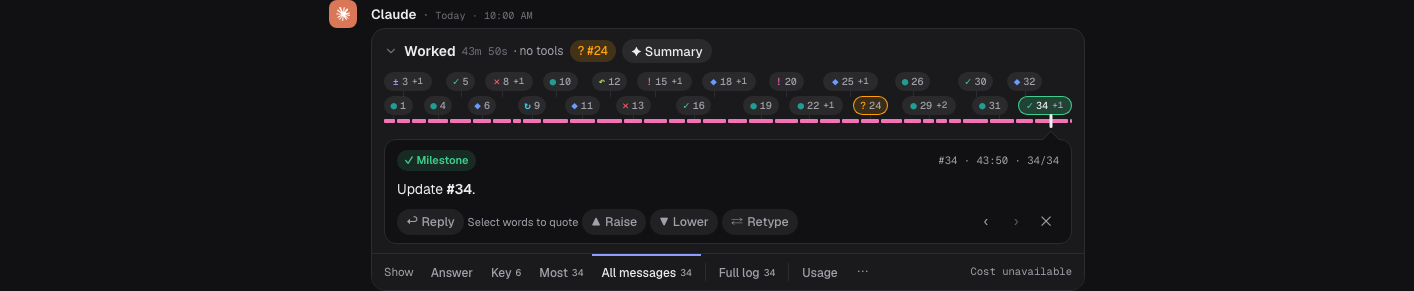 Claude · Today · 10:00 AM
Worked 43m 50s · no tools ? #24 ✦ Summary
± 3 +1 ✓ 5 × 8 +1 ● 10 ↶ 12 ! 15 +1 ◆ 18 +1 ! 20 ◆ 25 +1 ● 26 ✓ 30 ◆ 32
● 1 ● 4 ◆ 6 ↻ 9 ◆ 11 × 13 ✓ 16 ● 19 ● 22 +1 ? 24 ● 29 +2 ● 31 ✓ 34 +1
✓ Milestone #34 · 43:50 · 34/34
Update #34.
↩ Reply Select words to quote ▲ Raise ▼ Lower ⇄ Retype ‹ › ×
Show Answer Key 6 Most 34 All messages 34 Full log 34 Usage ··· Cost unavailable